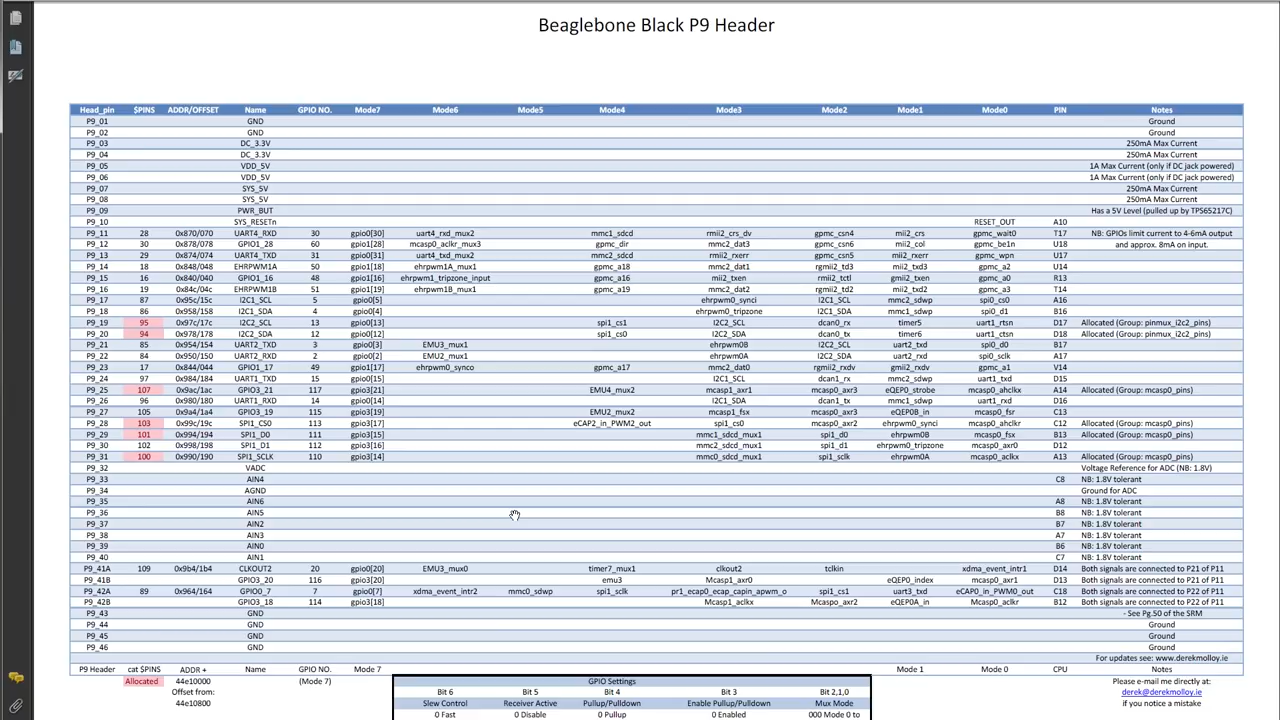 Beaglebone Black P9 Header
Head_pin $PINS ADDR/OFFSET Name GPIO NO. Mode7 Mode6 Mode5 Mode4 Mode3 Mode2 Mode1 Mode0 PIN Notes
P9_01 GND Ground
P9_02 GND Ground
P9_03 DC_3.3V 250mA Max Current
P9_04 DC_3.3V 250mA Max Current
P9_05 VDD_5V 1A Max Current (only if DC jack powered)
P9_06 VDD_5V 1A Max Current (only if DC jack powered)
P9_07 SYS_5V 250mA Max Current
P9_08 SYS_5V 250mA Max Current
P9_09 PWR_BUT Has a 5V Level (pulled up by TPS65217C)
P9_10 SYS_RESETn RESET_OUT A10
P9_11 28 0x870/070 UART4_RXD 30 gpio0[30] uart4_rxd_mux2 mmc1_sdcd rmii2_crs_dv gpmc_csn4 mii2_crs gpmc_wait0 T17 NB: GPIOs limit current to 4-6mA output
P9_12 30 0x878/078 GPIO1_28 60 gpio1[28] mcasp0_aclkr_mux3 gpmc_dir mmc2_dat3 gpmc_csn6 mii2_col gpmc_be1n U18 and approx. 8mA on input.
P9_13 29 0x874/074 UART4_TXD 31 gpio0[31] uart4_txd_mux2 mmc2_sdcd rmii2_rxerr gpmc_csn5 mii2_rxerr gpmc_wpn U17
P9_14 18 0x848/048 EHRPWM1A 50 gpio1[18] ehrpwm1A_mux1 gpmc_a18 mmc2_dat1 rgmii2_td3 mii2_txd3 gpmc_a2 U14
P9_15 16 0x840/040 GPIO1_16 48 gpio1[16] ehrpwm1_tripzone_input gpmc_a16 mii2_txen rmii2_tctl gmii2_txen gpmc_a0 R13
P9_16 19 0x84c/04c EHRPWM1B 51 gpio1[19] ehrpwm1B_mux1 gpmc_a19 mmc2_dat2 rgmii2_td2 mii2_txd2 gpmc_a3 T14
P9_17 87 0x95c/15c I2C1_SCL 5 gpio0[5] ehrpwm0_synci I2C1_SCL mmc2_sdwp spi0_cs0 A16
P9_18 86 0x958/158 I2C1_SDA 4 gpio0[4] ehrpwm0_tripzone I2C1_SDA mmc1_sdwp spi0_d1 B16
P9_19 95 0x97c/17c I2C2_SCL 13 gpio0[13] spi1_cs1 I2C2_SCL dcan0_rx timer5 uart1_rtsn D17 Allocated (Group: pinmux_i2c2_pins)
P9_20 94 0x978/178 I2C2_SDA 12 gpio0[12] spi1_cs0 I2C2_SDA dcan0_tx timer6 uart1_ctsn D18 Allocated (Group: pinmux_i2c2_pins)
P9_21 85 0x954/154 UART2_TXD 3 gpio0[3] EMU3_mux1 ehrpwm0B I2C2_SCL uart2_txd spi0_d0 B17
P9_22 84 0x950/150 UART2_RXD 2 gpio0[2] EMU2_mux1 ehrpwm0A I2C2_SDA uart2_rxd spi0_sclk A17
P9_23 17 0x844/044 GPIO1_17 49 gpio1[17] ehrpwm0_synco gpmc_a17 mmc2_dat0 rgmii2_rxdv gmii2_rxdv gpmc_a1 V14
P9_24 97 0x984/184 UART1_TXD 15 gpio0[15] I2C1_SCL dcan1_rx mmc2_sdwp uart1_txd D15
P9_25 107 0x9ac/1ac GPIO3_21 117 gpio3[21] EMU4_mux2 mcasp1_axr1 mcasp0_axr3 eQEP0_strobe mcasp0_ahclkx A14 Allocated (Group: mcasp0_pins)
P9_26 96 0x980/180 UART1_RXD 14 gpio0[14] I2C1_SDA dcan1_tx mmc1_sdwp uart1_rxd D16
P9_27 105 0x9a4/1a4 GPIO3_19 115 gpio3[19] EMU2_mux2 mcasp1_fsx mcasp0_axr3 eQEP0B_in mcasp0_fsr C13
P9_28 103 0x99c/19c SPI1_CS0 113 gpio3[17] eCAP2_in_PWM2_out spi1_cs0 mcasp0_axr2 ehrpwm0_synci mcasp0_ahclkr C12 Allocated (Group: mcasp0_pins)
P9_29 101 0x994/194 SPI1_D0 111 gpio3[15] mmc1_sdcd_mux1 spi1_d0 ehrpwm0B mcasp0_fsx B13 Allocated (Group: mcasp0_pins)
P9_30 102 0x998/198 SPI1_D1 112 gpio3[16] mmc2_sdcd_mux1 spi1_d1 ehrpwm0_tripzone mcasp0_axr0 D12
P9_31 100 0x990/190 SPI1_SCLK 110 gpio3[14] mmc0_sdcd_mux1 spi1_sclk ehrpwm0A mcasp0_aclkx A13 Allocated (Group: mcasp0_pins)
P9_32 VADC Voltage Reference for ADC (NB: 1.8V)
P9_33 AIN4 C8 NB: 1.8V tolerant
P9_34 AGND Ground for ADC
P9_35 AIN6 A8 NB: 1.8V tolerant
P9_36 AIN5 B8 NB: 1.8V tolerant
P9_37 AIN2 B7 NB: 1.8V tolerant
P9_38 AIN3 A7 NB: 1.8V tolerant
P9_39 AIN0 B6 NB: 1.8V tolerant
P9_40 AIN1 C7 NB: 1.8V tolerant
P9_41A 109 0x9b4/1b4 CLKOUT2 20 gpio0[20] EMU3_mux0 timer7_mux1 clkout2 tclkin xdma_event_intr1 D14 Both signals are connected to P21 of P11
P9_41B GPIO3_20 116 gpio3[20] emu3 Mcasp1_axr0 eQEP0_index mcasp0_axr1 D13 Both signals are connected to P21 of P11
P9_42A 89 0x964/164 GPIO0_7 7 gpio0[7] xdma_event_intr2 mmc0_sdwp spi1_sclk pr1_ecap0_ecap_capin_apwm_o spi1_cs1 uart3_txd eCAP0_in_PWM0_out C18 Both signals are connected to P22 of P11
P9_42B GPIO3_18 114 gpio3[18] Mcasp1_aclkx Mcaspo_axr2 eQEP0A_in Mcasp0_aclkr B12 Both signals are connected to P22 of P11
P9_43 GND - See Pg.50 of the SRM
P9_44 GND Ground
P9_45 GND Ground
P9_46 GND Ground
For updates see: www.derekmolloy.ie
P9 Header cat $PINS ADDR + Name GPIO NO. Mode 7 Mode 1 Mode 0 CPU Notes
Allocated 44e10000 (Mode 7) GPIO Settings Please e-mail me directly at:
Offset from: Bit 6 Bit 5 Bit 4 Bit 3 Bit 2,1,0 derek@derekmolloy.ie
44e10800 Slew Control Receiver Active Pullup/Pulldown Enable Pullup/Pulldown Mux Mode if you notice a mistake
0 Fast 0 Disable 0 Pullup 0 Enabled 000 Mode 0 to